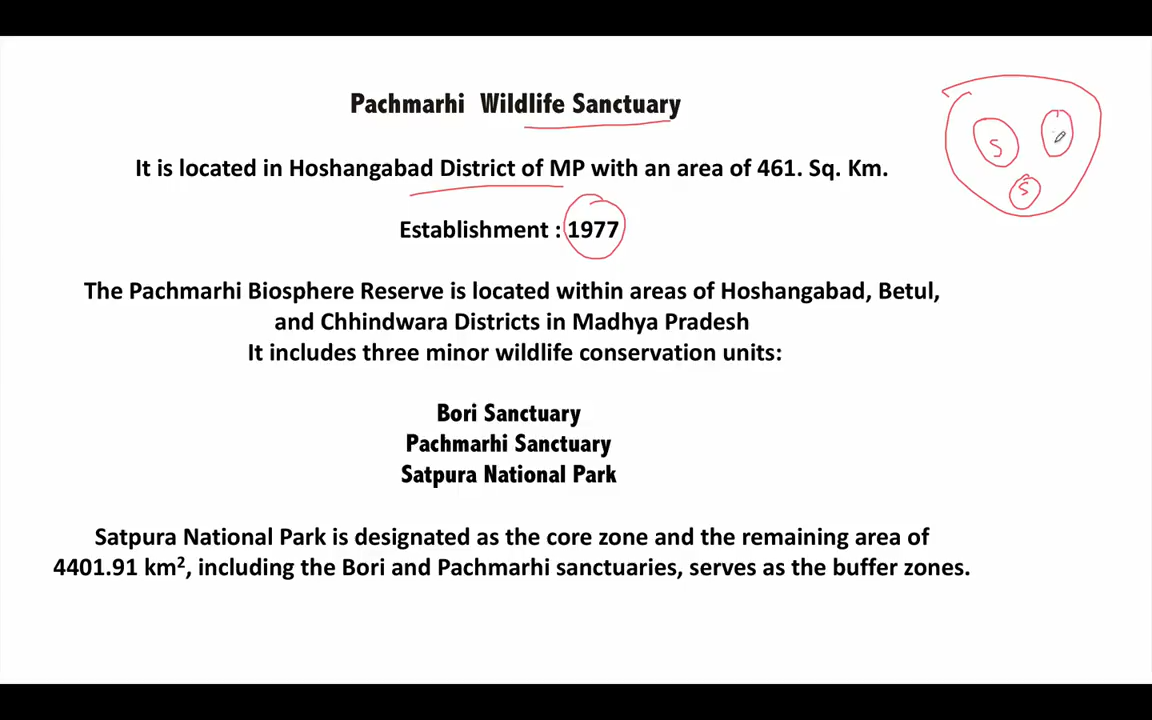 Pachmarhi Wildlife Sanctuary
It is located in Hoshangabad District of MP with an area of 461. Sq. Km.
Establishment : 1977
The Pachmarhi Biosphere Reserve is located within areas of Hoshangabad, Betul,
and Chhindwara Districts in Madhya Pradesh
It includes three minor wildlife conservation units:
Bori Sanctuary
Pachmarhi Sanctuary
Satpura National Park
Satpura National Park is designated as the core zone and the remaining area of
4401.91 km², including the Bori and Pachmarhi sanctuaries, serves as the buffer zones.
S
S